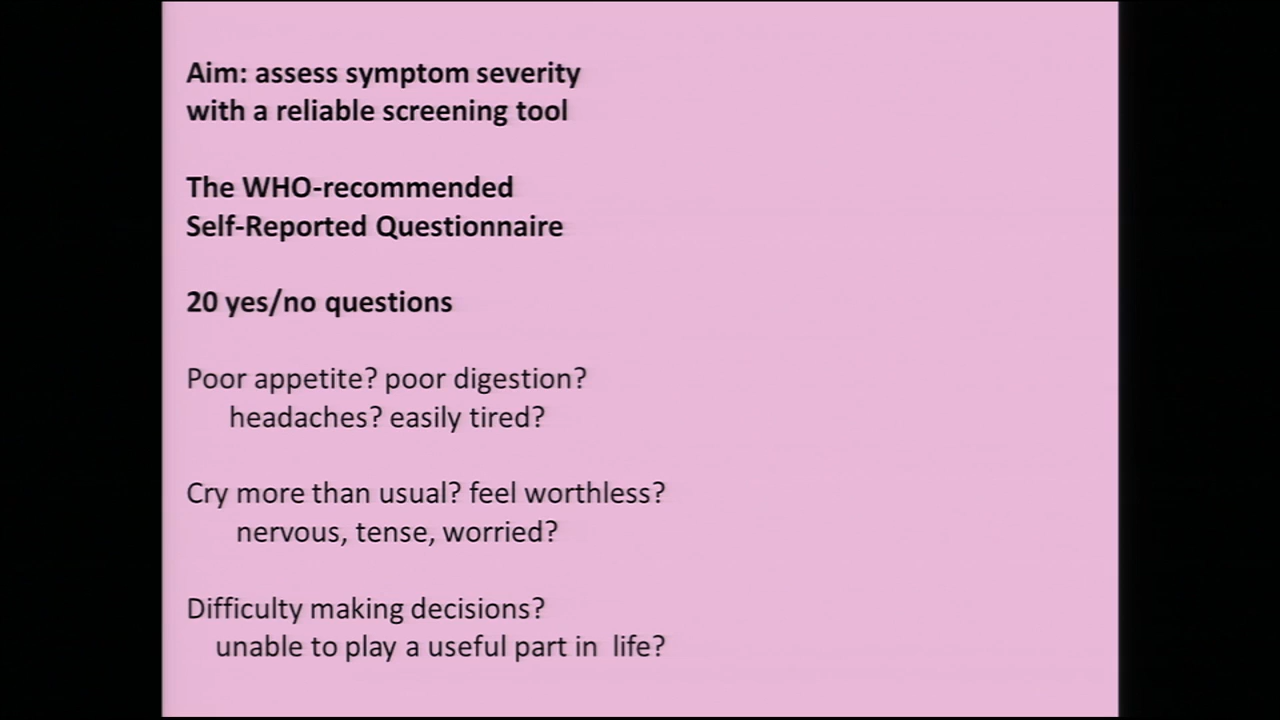 Aim: assess symptom severity
with a reliable screening tool
The WHO-recommended
Self-Reported Questionnaire
20 yes/no questions
Poor appetite? poor digestion?
headaches? easily tired?
Cry more than usual? feel worthless?
nervous, tense, worried?
Difficulty making decisions?
unable to play a useful part in life?